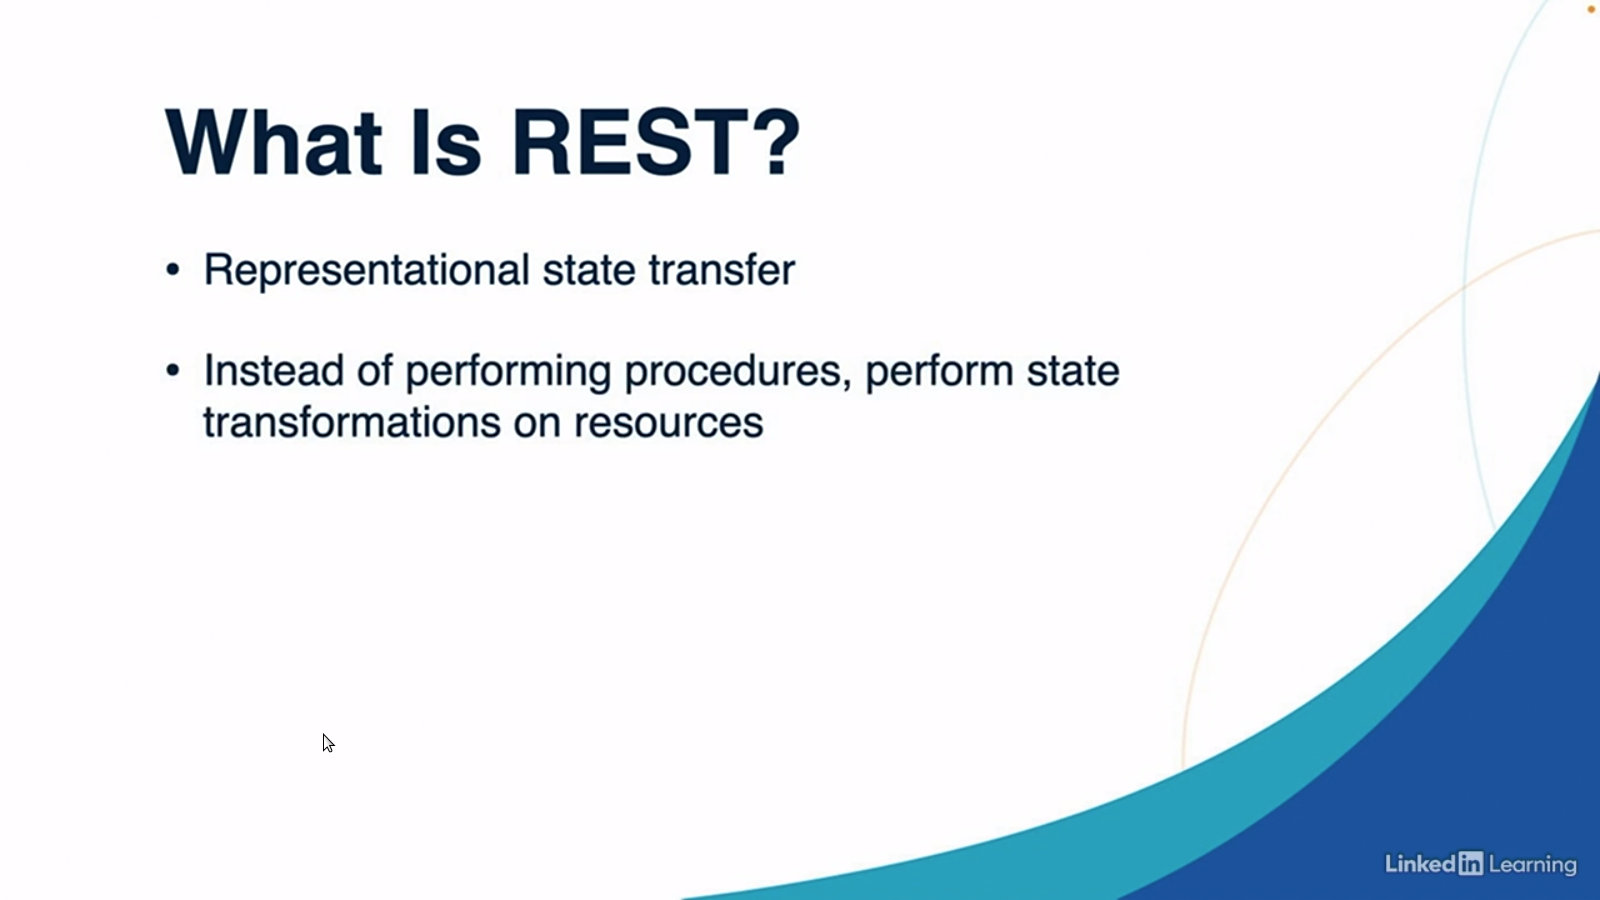 What Is REST?
• Representational state transfer
• Instead of performing procedures, perform state
transformations on resources
Linked in Learning